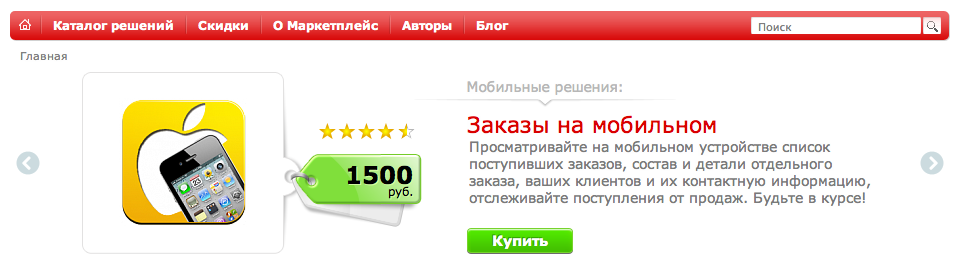 Каталог решений
Скидки
О Маркетплейс
Авторы
Блог
Поиск
Главная
Мобильные решения:
Заказы на мобильном
Просматривайте на мобильном устройстве список
поступивших заказов, состав и детали отдельного
заказа, ваших клиентов и их контактную информацию,
отслеживайте поступления от продаж. Будьте в курсе!
1500
руб.
Купить